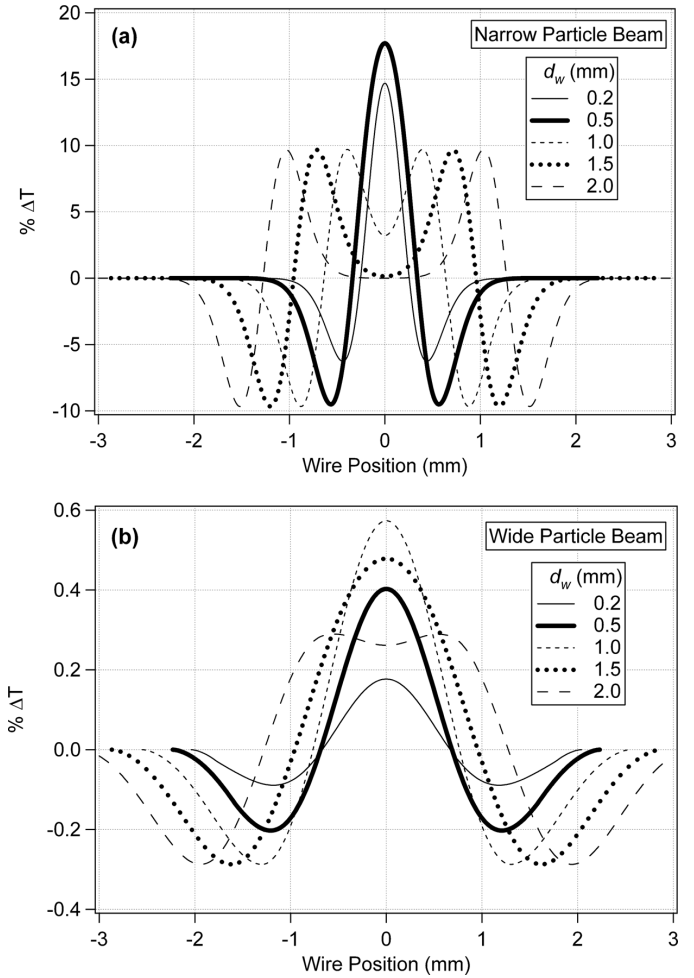 (a)
Narrow Particle Beam
d_w (mm)
0.2
0.5
1.0
1.5
2.0
20
15
10
5
0
-5
-10
% ΔT
-3 -2 -1 0 1 2 3
Wire Position (mm)
(b)
Wide Particle Beam
d_w (mm)
0.2
0.5
1.0
1.5
2.0
0.6
0.4
0.2
0.0
-0.2
-0.4
% ΔT
-3 -2 -1 0 1 2 3
Wire Position (mm)